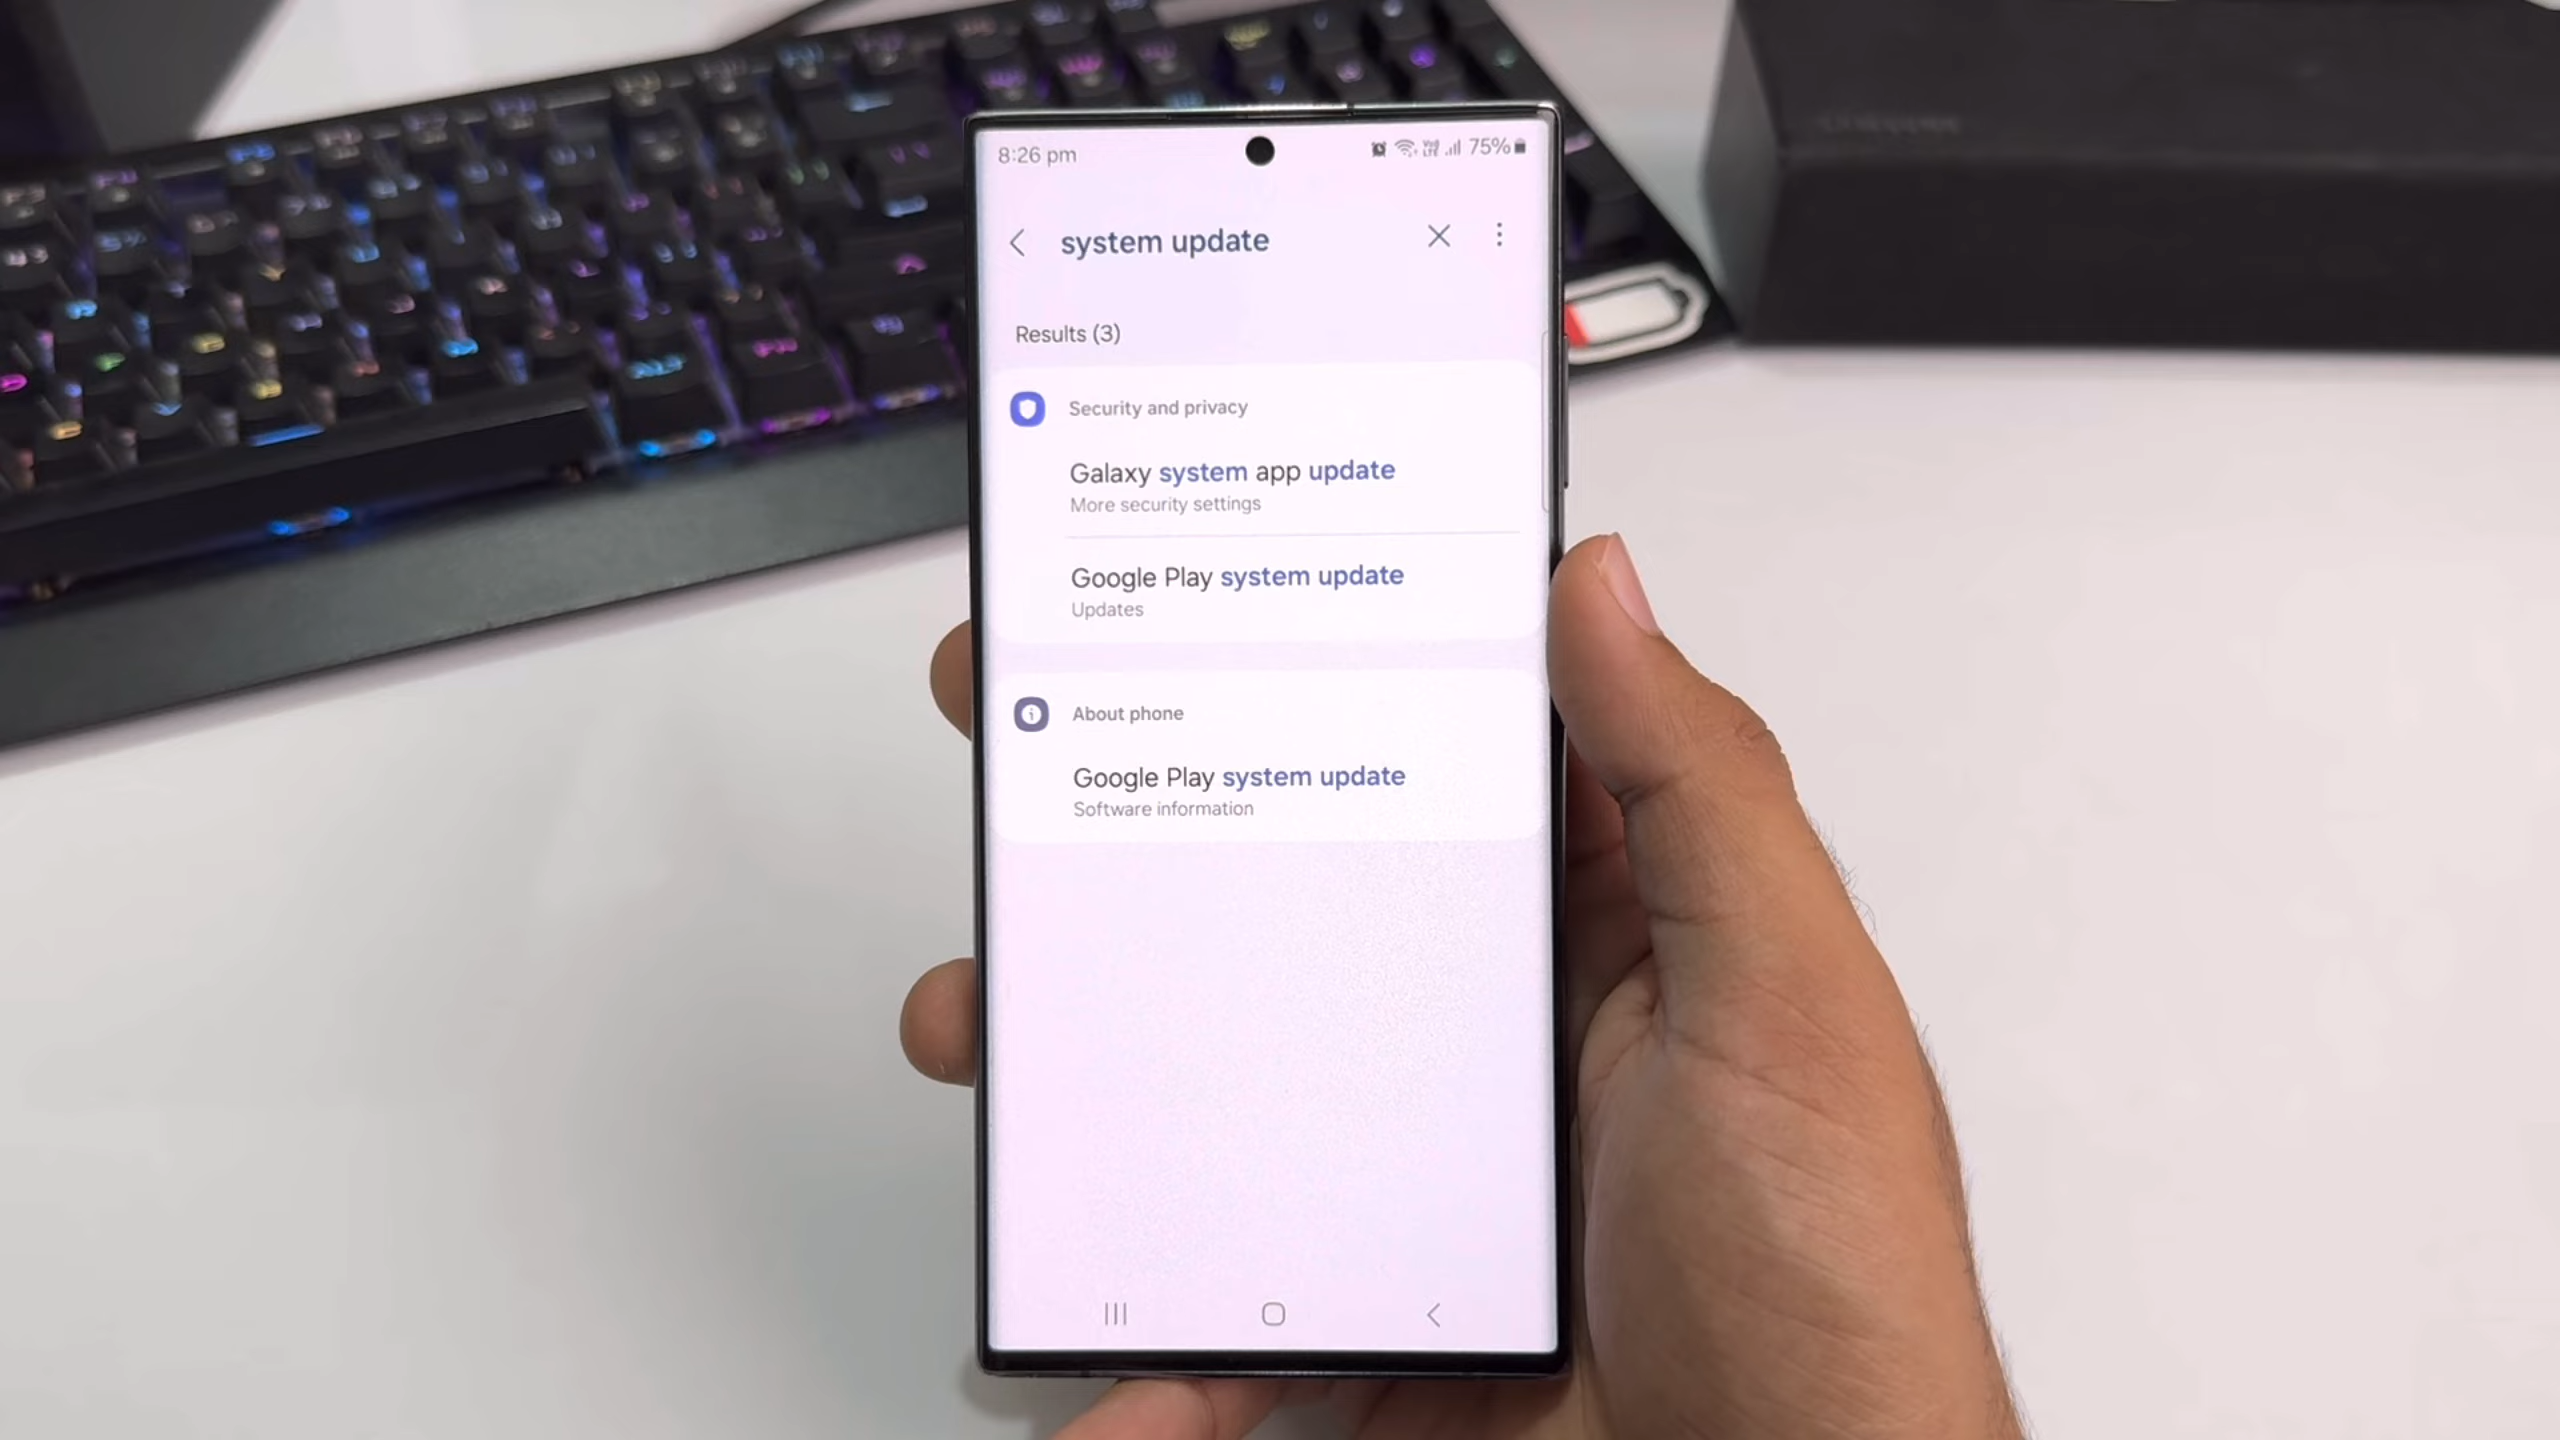 8:26 pm
75%
system update
Results (3)
Security and privacy
Galaxy system app update
More security settings
Google Play system update
Updates
About phone
Google Play system update
Software information